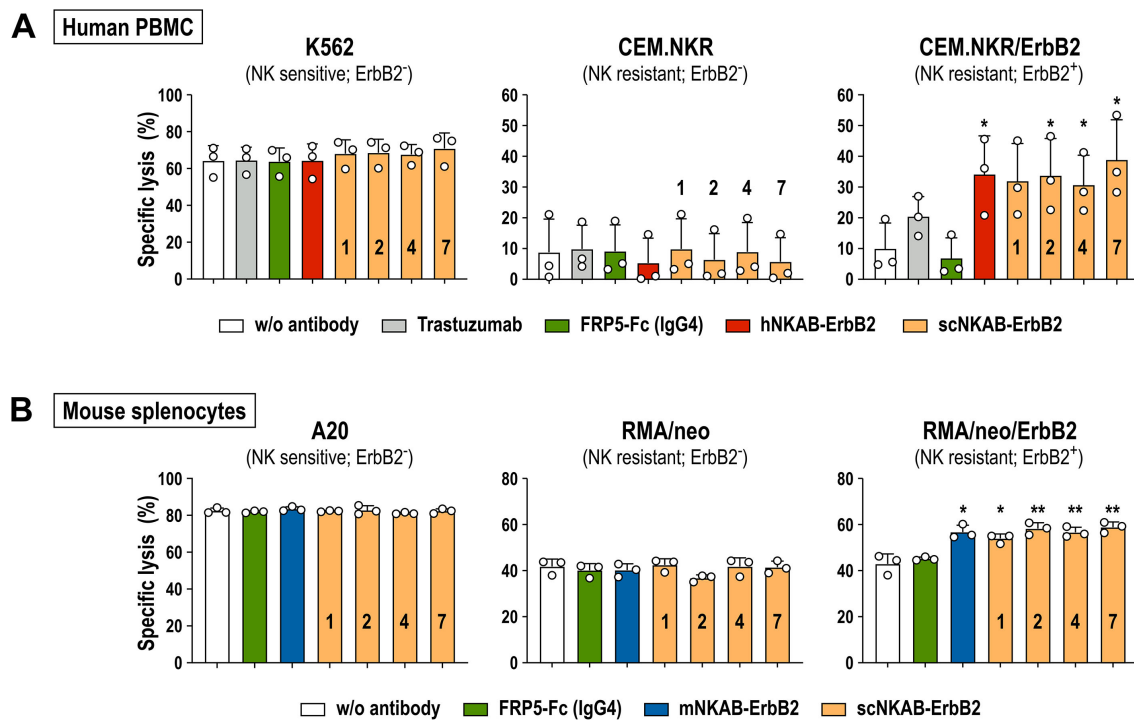 A Human PBMC
K562
(NK sensitive; ErbB2⁻)
Specific lysis (%)
100
80
60
40
20
0
1 2 4 7
CEM.NKR
(NK resistant; ErbB2⁻)
60
50
40
30
20
10
0
1 2 4 7
CEM.NKR/ErbB2
(NK resistant; ErbB2⁺)
60
50
40
30
20
10
0
* * * *
1 2 4 7
w/o antibody Trastuzumab FRP5-Fc (IgG4) hNKAB-ErbB2 scNKAB-ErbB2
B Mouse splenocytes
A20
(NK sensitive; ErbB2⁻)
Specific lysis (%)
100
80
60
40
20
0
1 2 4 7
RMA/neo
(NK resistant; ErbB2⁻)
80
60
40
20
0
1 2 4 7
RMA/neo/ErbB2
(NK resistant; ErbB2⁺)
80
60
40
20
0
* * ** ** **
1 2 4 7
w/o antibody FRP5-Fc (IgG4) mNKAB-ErbB2 scNKAB-ErbB2